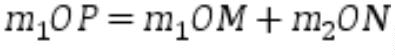 m₁OP = m₁OM + m₂ON